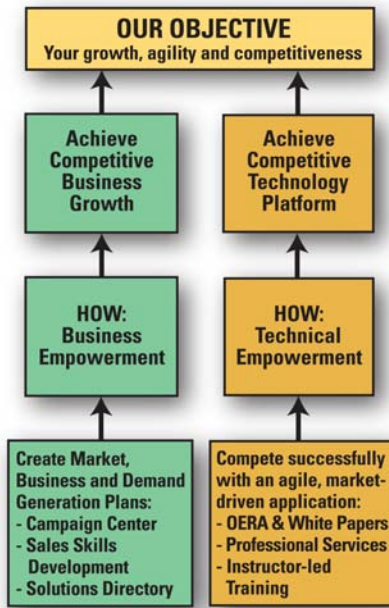 OUR OBJECTIVE
Your growth, agility and competitiveness
Achieve
Competitive
Business
Growth
Achieve
Competitive
Technology
Platform
HOW:
Business
Empowerment
HOW:
Technical
Empowerment
Create Market,
Business and Demand
Generation Plans:
- Campaign Center
- Sales Skills
Development
- Solutions Directory
Compete successfully
with an agile, market-
driven application:
- OERA & White Papers
- Professional Services
- Instructor-led
Training